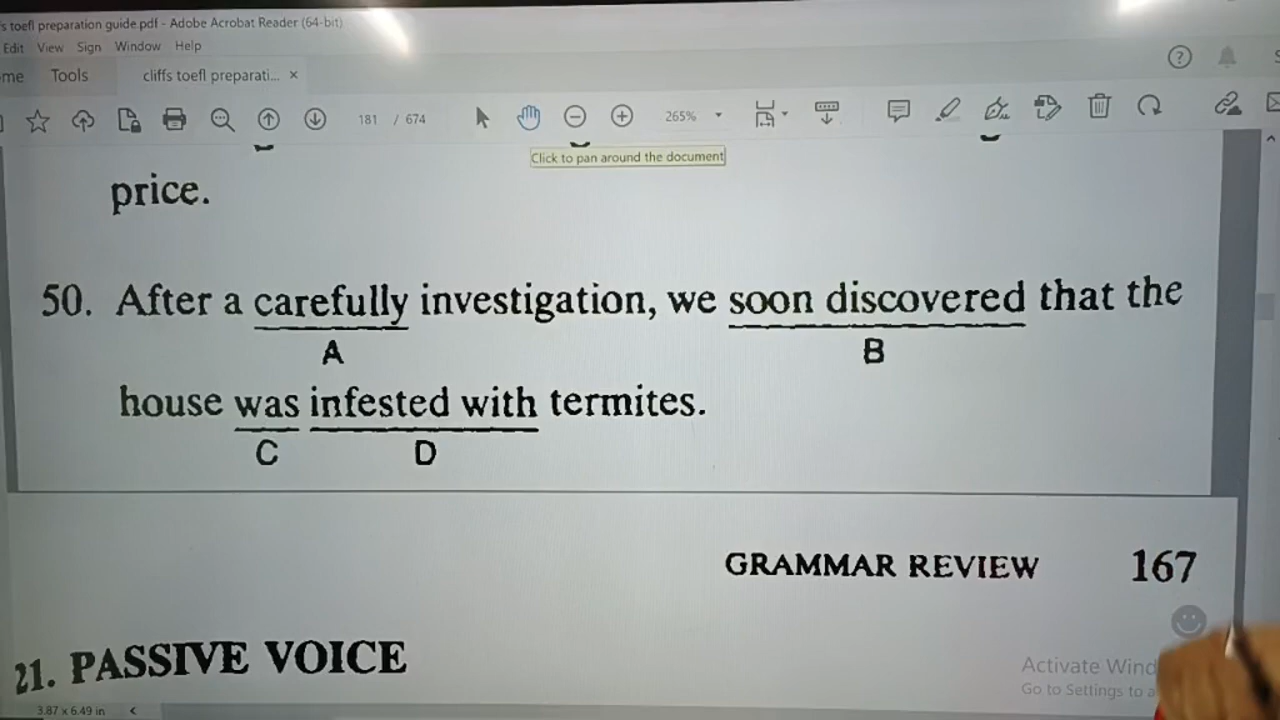 s toefl preparation guide.pdf - Adobe Acrobat Reader (64-bit)
Edit View Sign Window Help
me Tools cliffs toefl preparati... ×
181 / 674 265%
Click to pan around the document
price.
50. After a carefully investigation, we soon discovered that the
A B
house was infested with termites.
C D
GRAMMAR REVIEW 167
21. PASSIVE VOICE
Activate Wind
Go to Settings to a
3.87 x 6.49 in